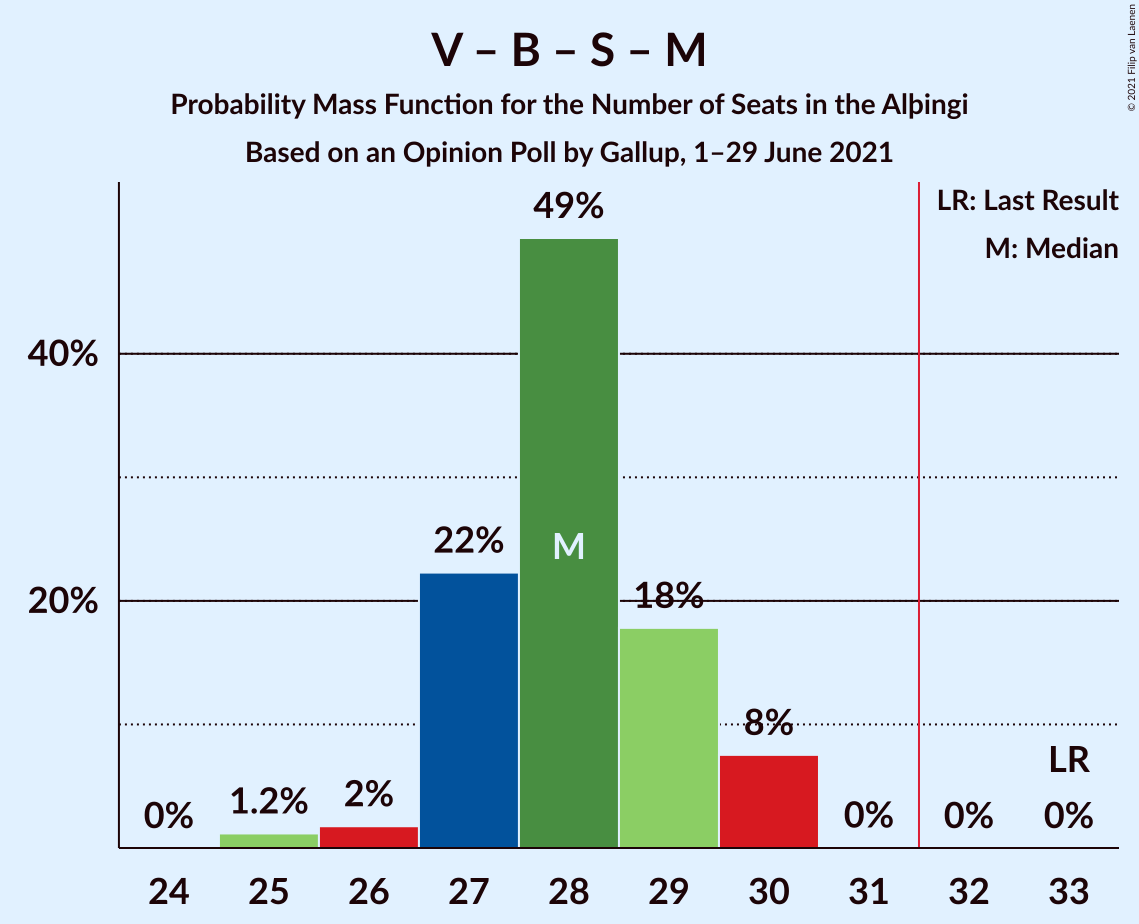 V – B – S – M
Probability Mass Function for the Number of Seats in the Alþingi
Based on an Opinion Poll by Gallup, 1–29 June 2021
© 2021 Filip van Laenen
LR: Last Result
M: Median
49%
40%
22%
M
20%
18%
8%
LR
0%
1.2%
2%
0%
0%
0%
24
25
26
27
28
29
30
31
32
33